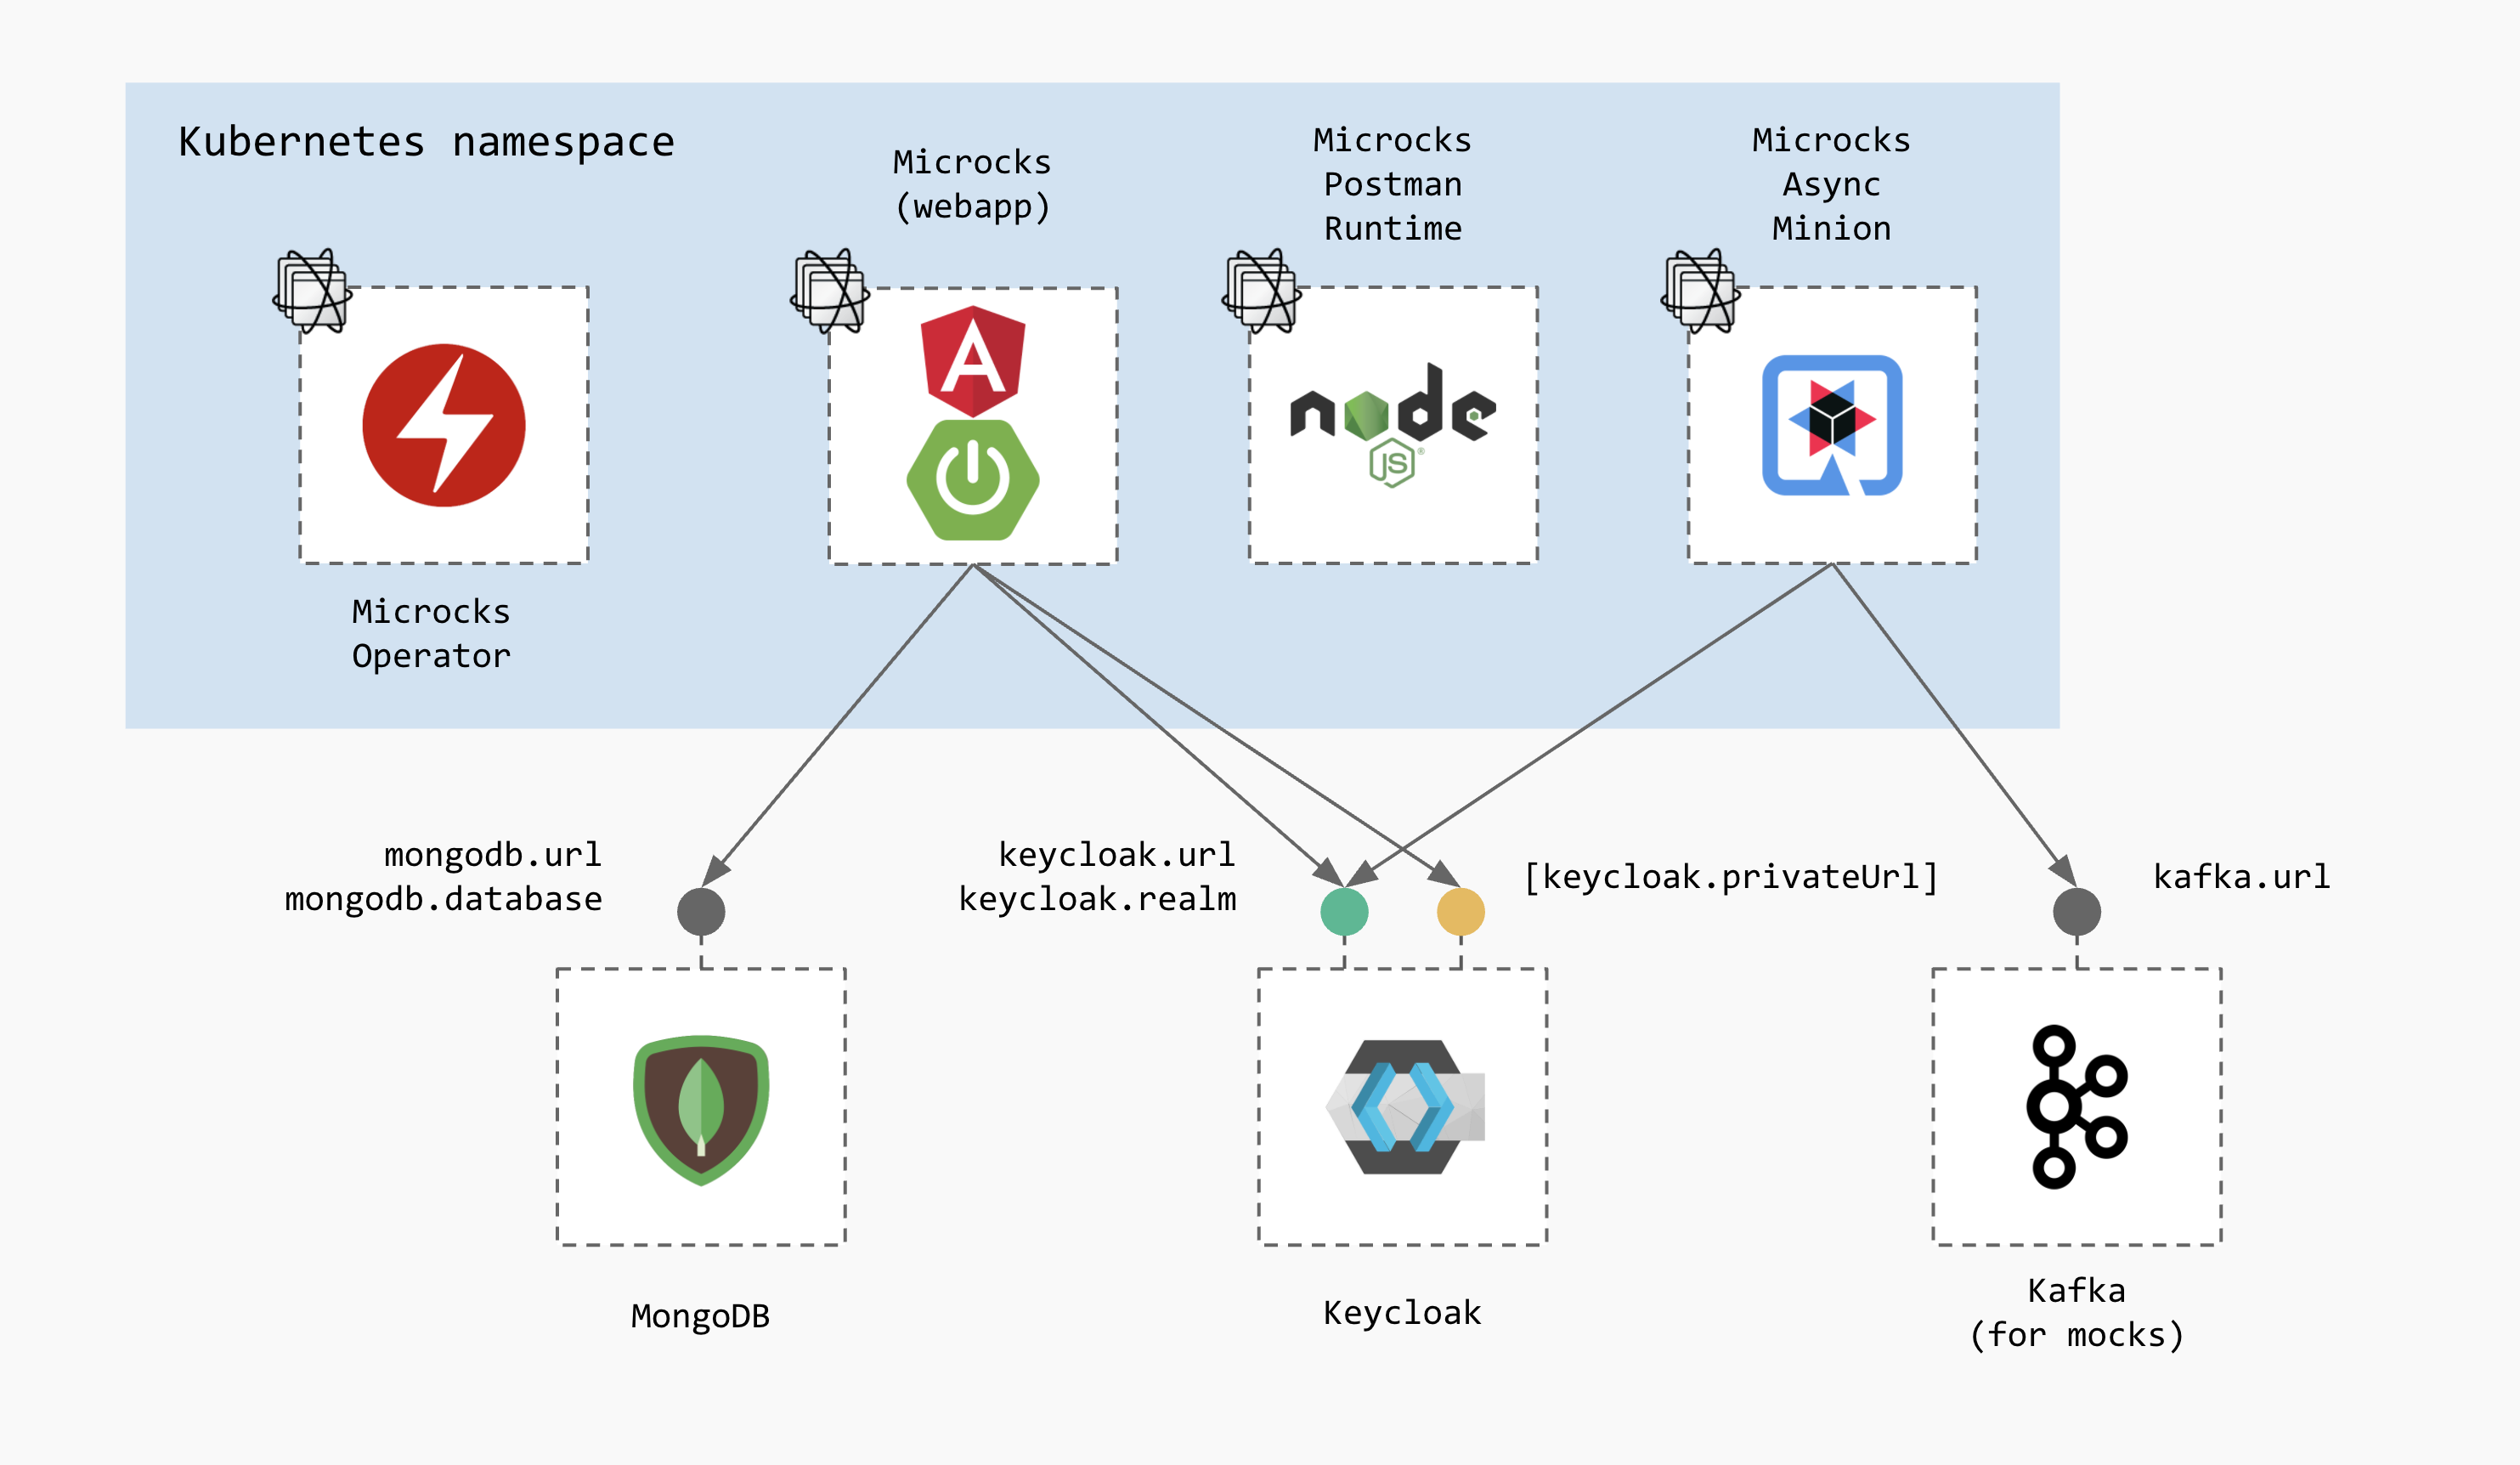 Kubernetes namespace
Microcks
(webapp)
Microcks
Postman
Runtime
Microcks
Async
Minion
A
node
JS®
Microcks
Operator
mongodb.url
mongodb.database
keycloak.url
keycloak.realm
[keycloak.privateUrl]
kafka.url
MongoDB
Keycloak
Kafka
(for mocks)